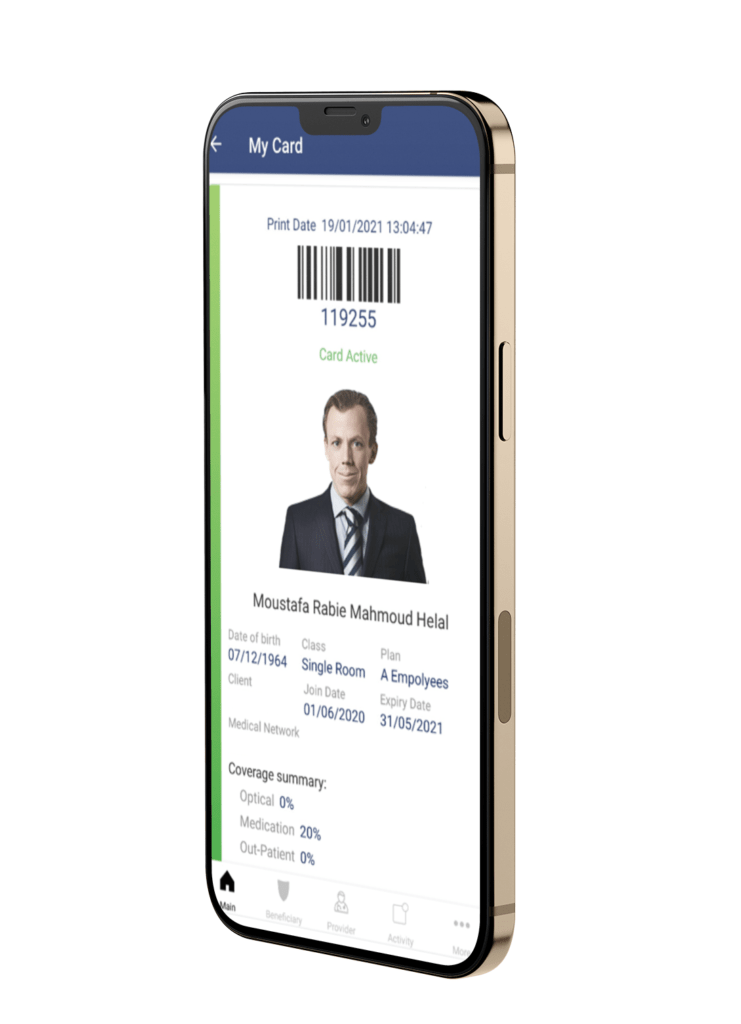 My Card
Print Date 19/01/2021 13:04:47
119255
Card Active
Moustafa Rabie Mahmoud Helal
Date of birth Class Plan
07/12/1964 Single Room A Empolyees
Client Join Date Expiry Date
01/06/2020 31/05/2021
Medical Network
Coverage summary:
Optical 0%
Medication 20%
Out-Patient 0%
Main Beneficiary Provider Activity More